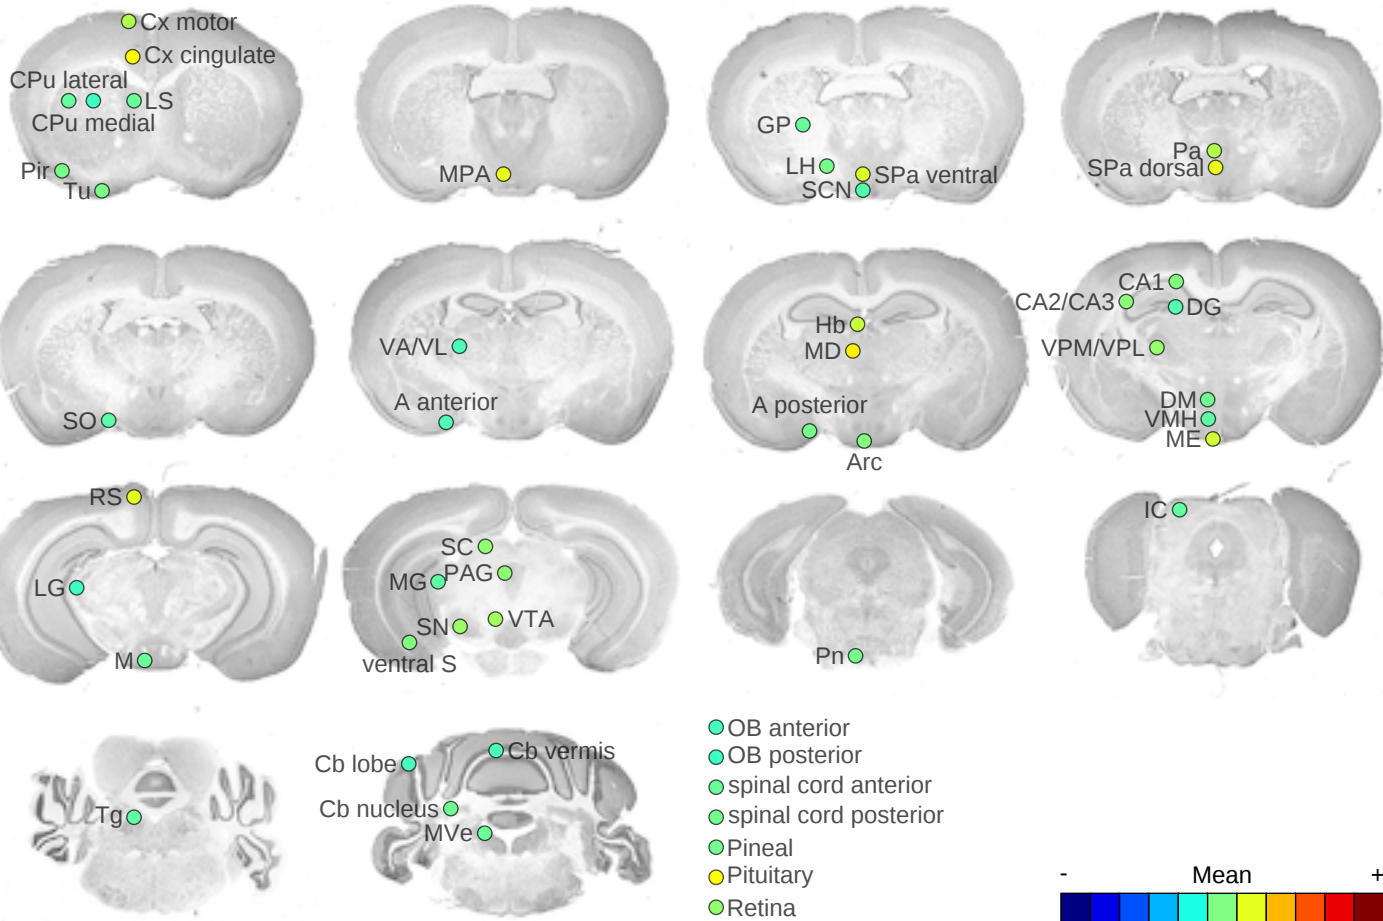 Cx motor
Cx cingulate
CPu lateral
LS
CPu medial
Pir
Tu
MPA
GP
LH
SPa ventral
SCN
Pa
SPa dorsal
SO
VA/VL
A anterior
Hb
MD
A posterior
Arc
CA1
CA2/CA3
DG
VPM/VPL
DM
VMH
ME
RS
LG
M
SC
PAG
MG
VTA
SN
ventral S
Pn
IC
Tg
Cb vermis
Cb lobe
Cb nucleus
MVe
OB anterior
OB posterior
spinal cord anterior
spinal cord posterior
Pineal
Pituitary
Retina
- Mean +